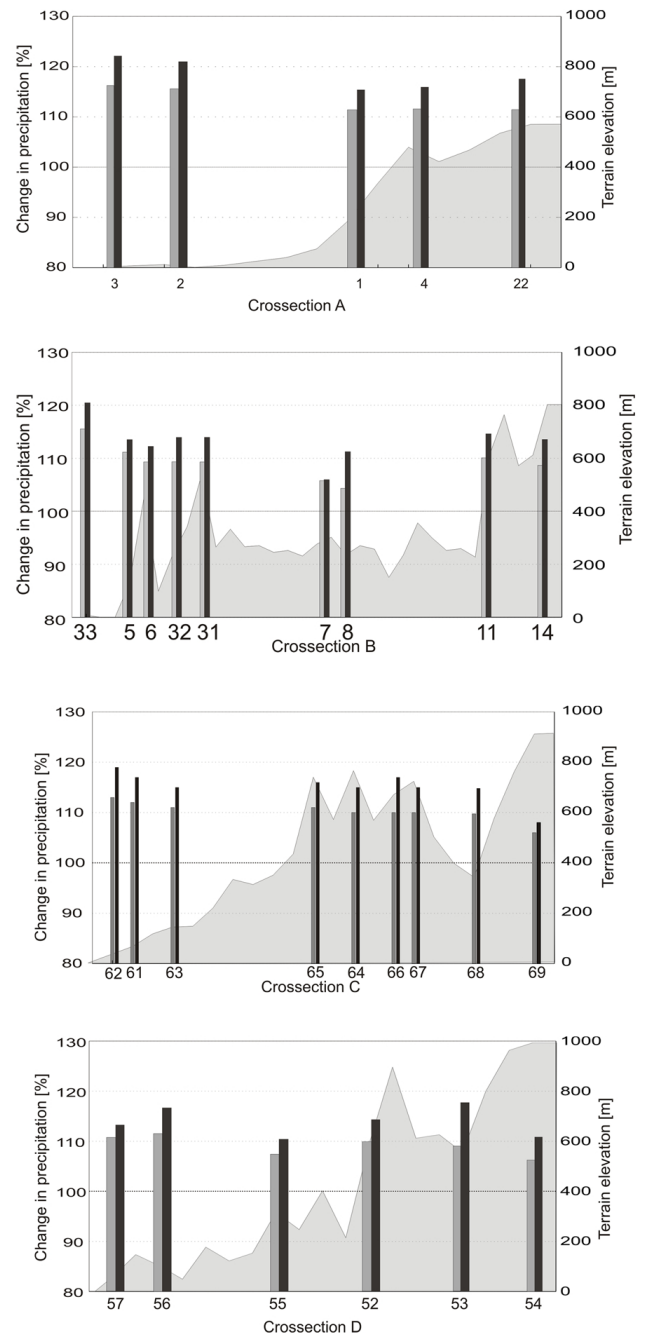 130 1000
120 800
110 600
100 400
90 200
80 0
Change in precipitation [%]
Terrain elevation [m]
3 2 1 4 22
Crossection A
130 1000
120 800
110 600
100 400
90 200
80 0
Change in precipitation [%]
Terrain elevation [m]
33 5 6 32 31 7 8 11 14
Crossection B
130 1000
120 800
110 600
100 400
90 200
80 0
Change in precipitation [%]
Terrain elevation [m]
62 61 63 65 64 66 67 68 69
Crossection C
130 1000
120 800
110 600
100 400
90 200
80 0
Change in precipitation [%]
Terrain elevation [m]
57 56 55 52 53 54
Crossection D